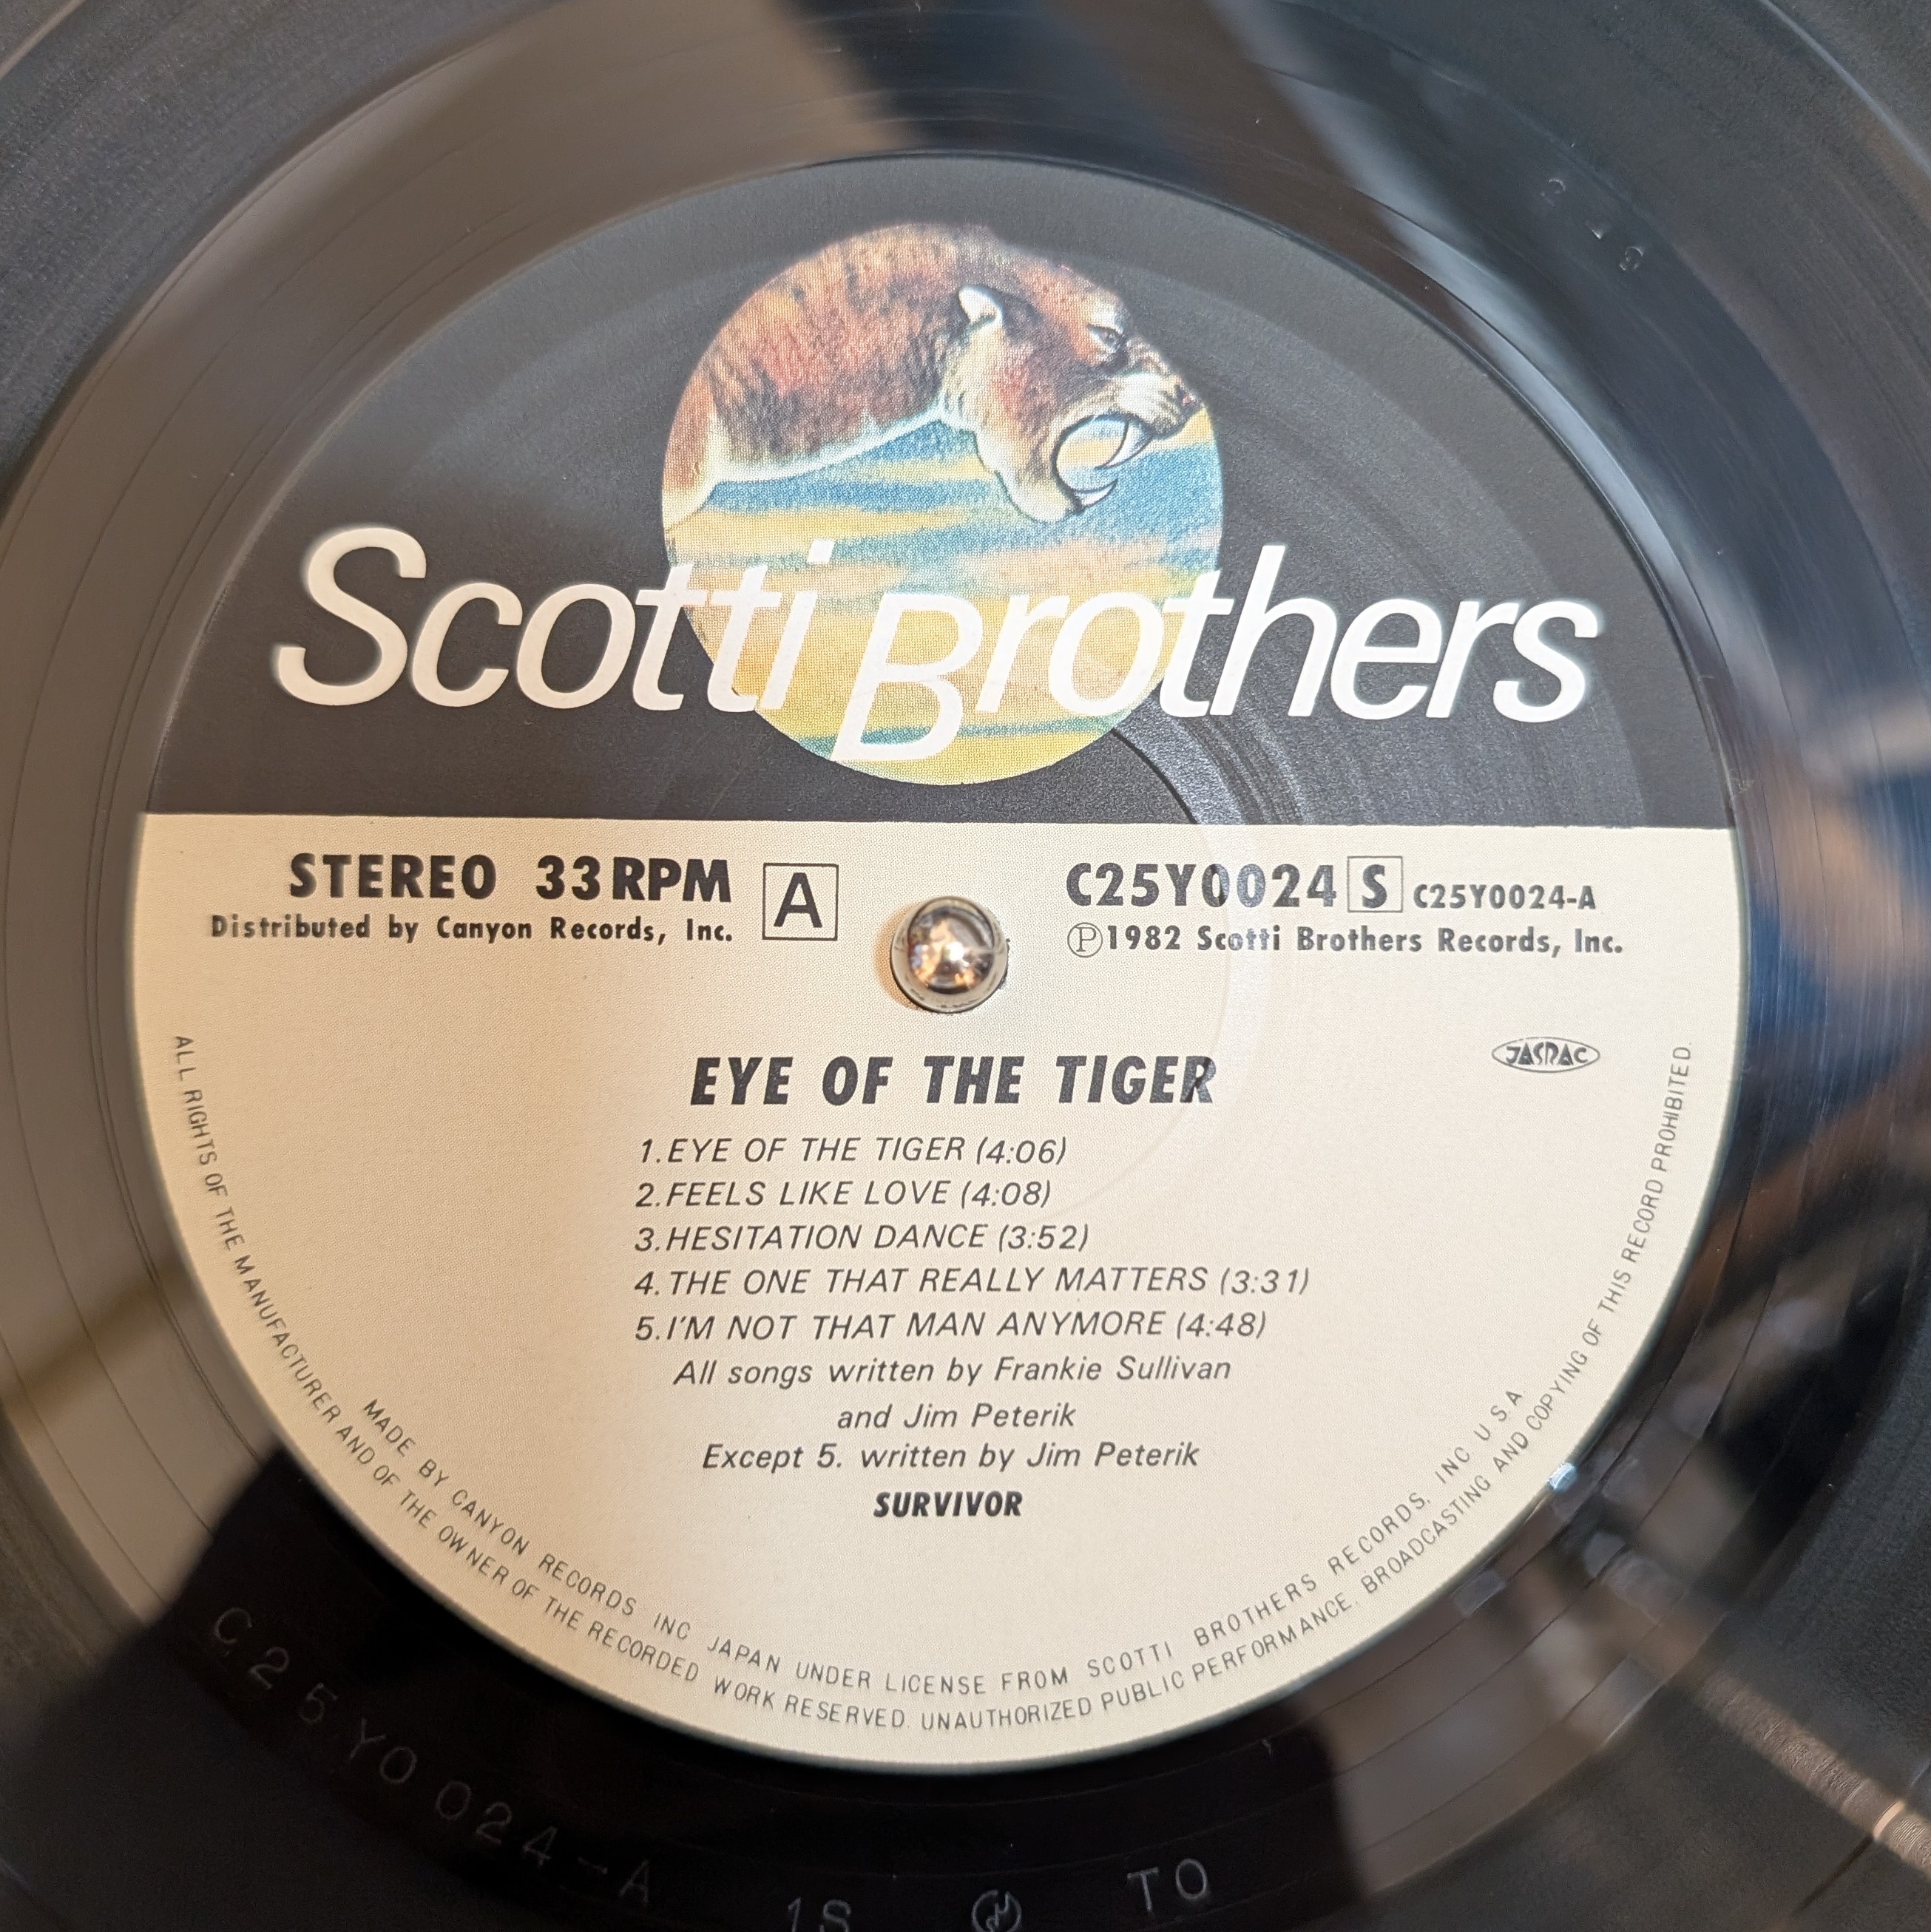 Scotti Brothers
STEREO 33RPM A
Distributed by Canyon Records, Inc.
C25Y0024 S C25Y0024-A
Ⓟ1982 Scotti Brothers Records, Inc.
JASRAC
EYE OF THE TIGER
1.EYE OF THE TIGER (4:06)
2.FEELS LIKE LOVE (4:08)
3.HESITATION DANCE (3:52)
4.THE ONE THAT REALLY MATTERS (3:31)
5.I'M NOT THAT MAN ANYMORE (4:48)
All songs written by Frankie Sullivan
and Jim Peterik
Except 5. written by Jim Peterik
SURVIVOR
MADE BY CANYON RECORDS INC JAPAN UNDER LICENSE FROM SCOTTI BROTHERS RECORDS, INC U.S.A
ALL RIGHTS OF THE MANUFACTURER AND OF THE OWNER OF THE RECORDED WORK RESERVED. UNAUTHORIZED PUBLIC PERFORMANCE, BROADCASTING AND COPYING OF THIS RECORD PROHIBITED.
C25Y0024-A 1S TO